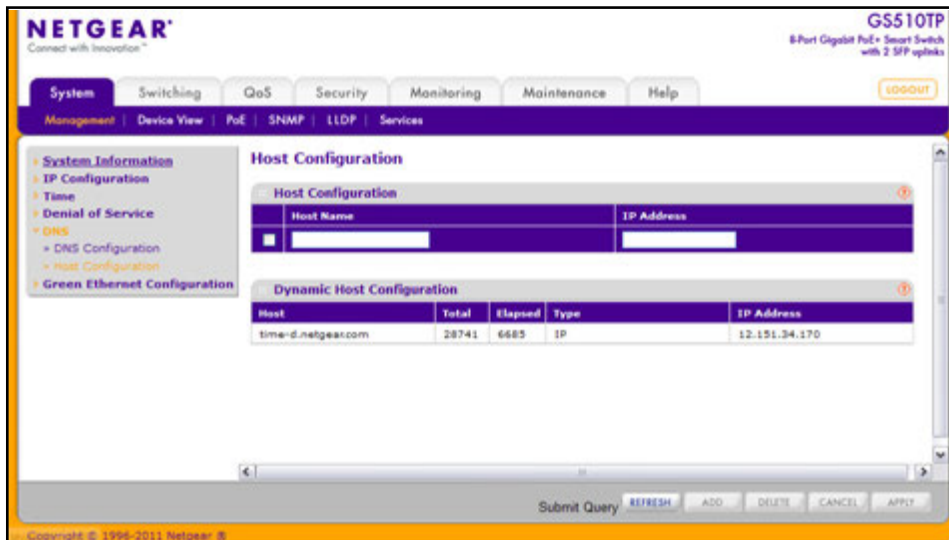 NETGEAR®
Connect with Innovation™
GS510TP
8-Port Gigabit PoE+ Smart Switch
with 2 SFP uplinks
System Switching QoS Security Monitoring Maintenance Help LOGOUT
Management | Device View | PoE | SNMP | LLDP | Services
System Information
IP Configuration
Time
Denial of Service
DNS
» DNS Configuration
» Host Configuration
Green Ethernet Configuration
Host Configuration
Host Configuration
Host Name IP Address
Dynamic Host Configuration
Host Total Elapsed Type IP Address
time-d.netgear.com 28741 6685 IP 12.151.34.170
Submit Query REFRESH ADD DELETE CANCEL APPLY
Copyright © 1996-2011 Netgear ®